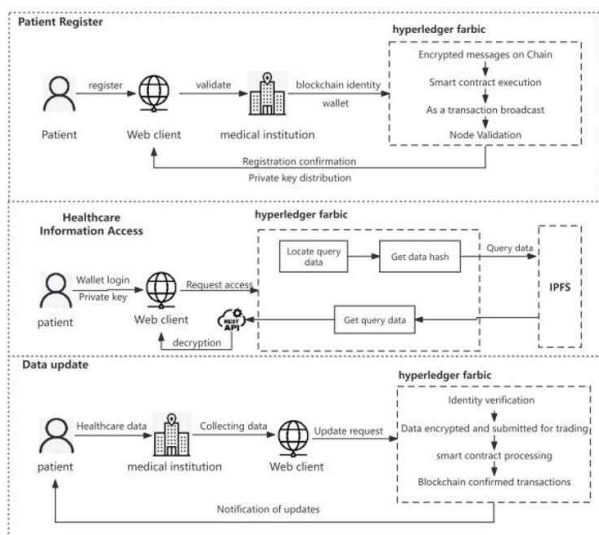 Patient Register
hyperledger farbic
Encrypted messages on Chain
Smart contract execution
As a transaction broadcast
Node Validation
register
validate
blockchain identity
wallet
Patient
Web client
medical institution
Registration confirmation
Private key distribution
Healthcare
Information Access
hyperledger farbic
Locate query
data
Get data hash
Query data
IPFS
Wallet login
Private key
Request access
patient
Web client
REST
API
Get query data
decryption
Data update
hyperledger farbic
Identity verification
Data encrypted and submitted for trading
smart contract processing
Blockchain confirmed transactions
Healthcare data
Collecting data
Update request
patient
medical institution
Web client
Notification of updates